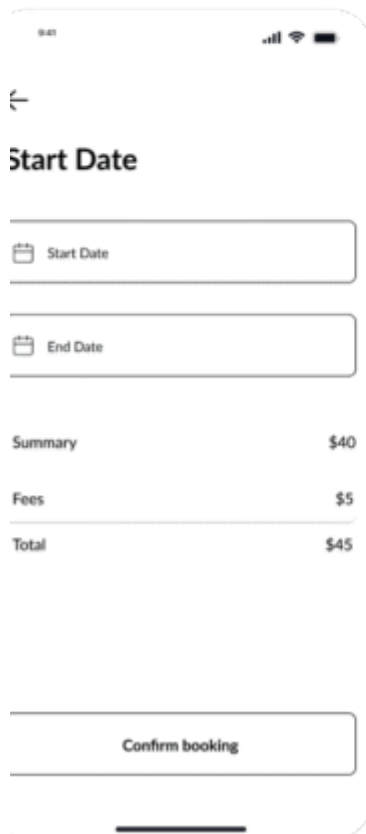 9:41
Start Date
Start Date
End Date
Summary $40
Fees $5
Total $45
Confirm booking